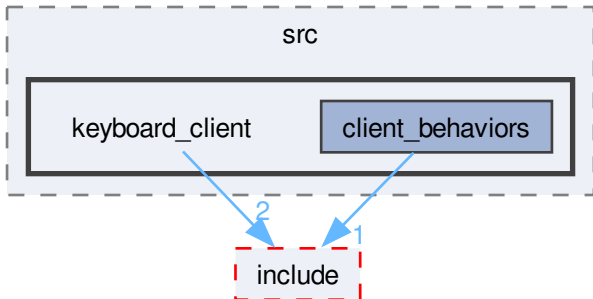 src
keyboard_client
client_behaviors
2
1
include